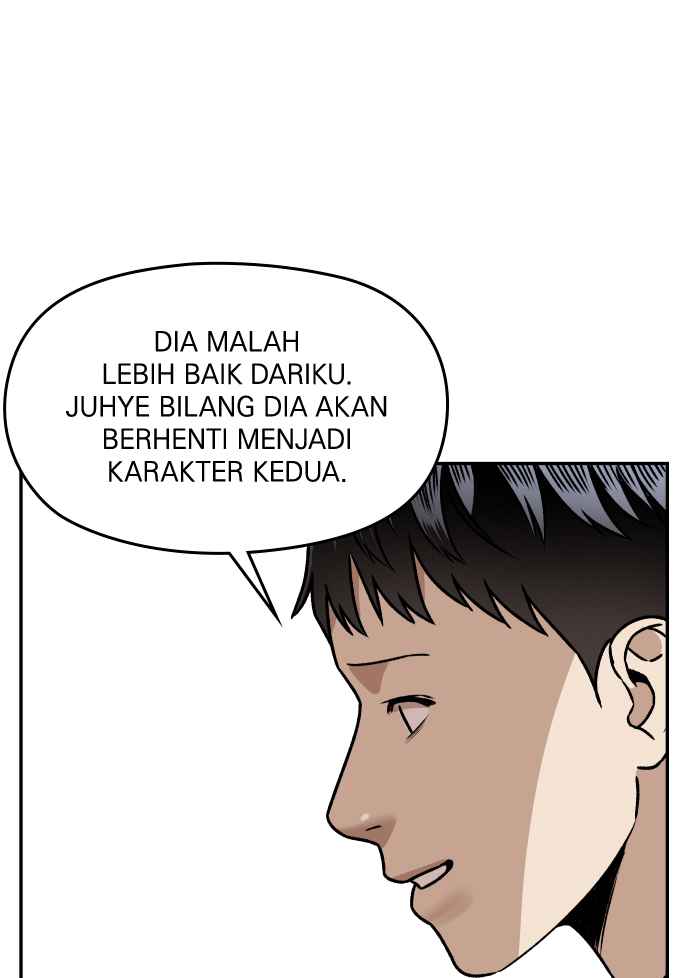 DIA MALAH
LEBIH BAIK DARIKU.
JUHYE BILANG DIA AKAN
BERHENTI MENJADI
KARAKTER KEDUA.